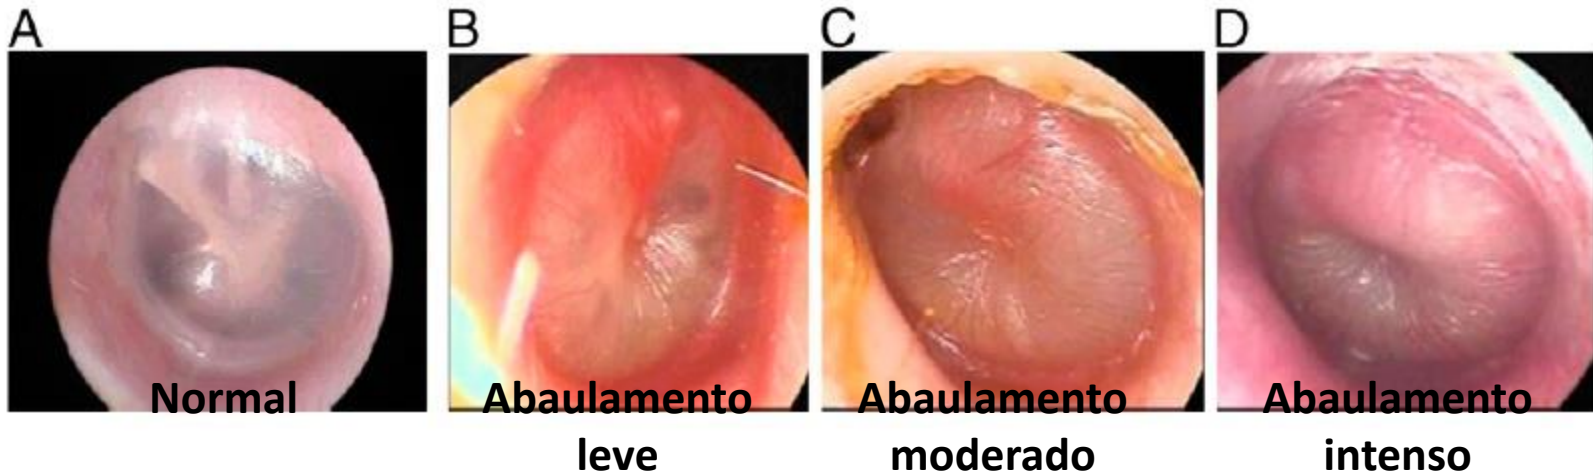 A
B
C
D
Normal
Abaulamento
leve
Abaulamento
moderado
Abaulamento
intenso